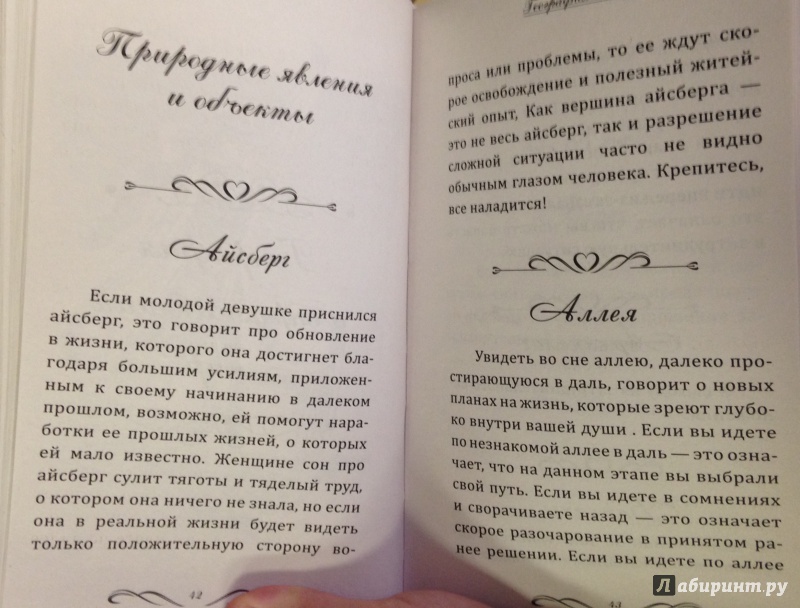 Природные явления
и объекты
Айсберг
Если молодой девушке приснился
айсберг, это говорит про обновление
в жизни, которого она достигнет бла-
годаря большим усилиям, приложен-
ным к своему начинанию в далеком
прошлом, возможно, ей помогут нара-
ботки ее прошлых жизней, о которых
ей мало известно. Женщине сон про
айсберг сулит тяготы и тяделый труд,
о котором она ничего не знала, но если
она в реальной жизни будет видеть
только положительную сторону во-
42
проса или проблемы, то ее ждут ско-
рое освобождение и полезный житей-
ский опыт, Как вершина айсберга —
это не весь айсберг, так и разрешение
сложной ситуации часто не видно
обычным глазом человека. Крепитесь,
все наладится!
Аллея
Увидеть во сне аллею, далеко про-
стирающуюся в даль, говорит о новых
планах на жизнь, которые зреют глубо-
ко внутри вашей души . Если вы идете
по незнакомой аллее в даль — это озна-
чает, что на данном этапе вы выбрали
свой путь. Если вы идете в сомнениях
и сворачиваете назад — это означает
скорое разочарование в принятом ра-
нее решении. Если вы идете по аллее
43
Лабиринт.ру